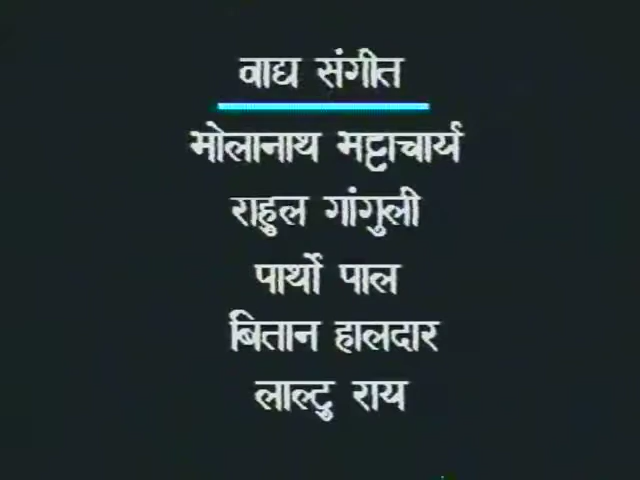 वाद्य संगीत
भोलानाथ भट्टाचार्य
राहुल गांगुली
पार्थो पाल
बितान हालदार
लाल्टु राय